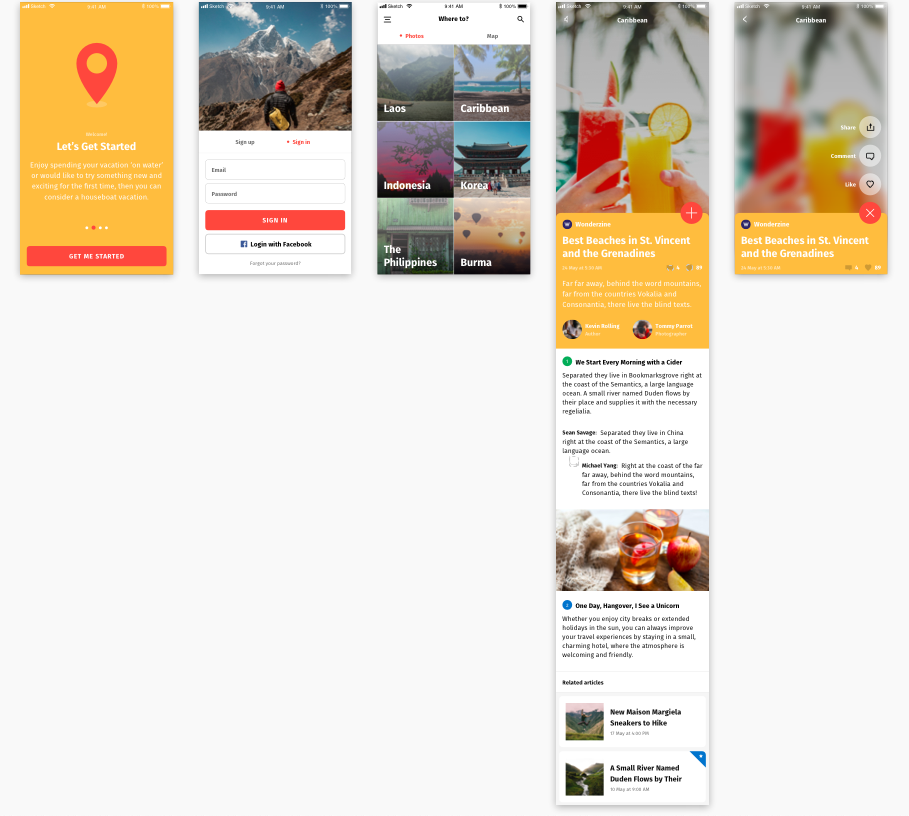 Sketch 9:41 AM 100%
Welcome!
Let's Get Started
Enjoy spending your vacation 'on water'
or would like to try something new and
exciting for the first time, then you can
consider a houseboat vacation.
GET ME STARTED
Sketch 9:41 AM 100%
Sign up Sign in
Email
Password
SIGN IN
Login with Facebook
Forgot your password?
Sketch 9:41 AM 100%
Where to?
Photos Map
Laos
Caribbean
Indonesia
Korea
The
Philippines
Burma
Sketch 9:41 AM 100%
Caribbean
W Wonderzine
Best Beaches in St. Vincent
and the Grenadines
24 May at 5:30 AM 4 89
Far far away, behind the word mountains,
far from the countries Vokalia and
Consonantia, there live the blind texts.
Kevin Rolling
Author
Tommy Parrot
Photographer
1 We Start Every Morning with a Cider
Separated they live in Bookmarksgrove right at
the coast of the Semantics, a large language
ocean. A small river named Duden flows by
their place and supplies it with the necessary
regelialia.
Sean Savage: Separated they live in China
right at the coast of the Semantics, a large
language ocean.
Michael Yang: Right at the coast of the far
far away, behind the word mountains,
far from the countries Vokalia and
Consonantia, there live the blind texts!
2 One Day, Hangover, I See a Unicorn
Whether you enjoy city breaks or extended
holidays in the sun, you can always improve
your travel experiences by staying in a small,
charming hotel, where the atmosphere is
welcoming and friendly.
Related articles
New Maison Margiela
Sneakers to Hike
17 May at 4:00 PM
A Small River Named
Duden Flows by Their
10 May at 9:08 AM
Sketch 9:41 AM 100%
Caribbean
Share
Comment
Like
W Wonderzine
Best Beaches in St. Vincent
and the Grenadines
24 May at 5:30 AM 4 89